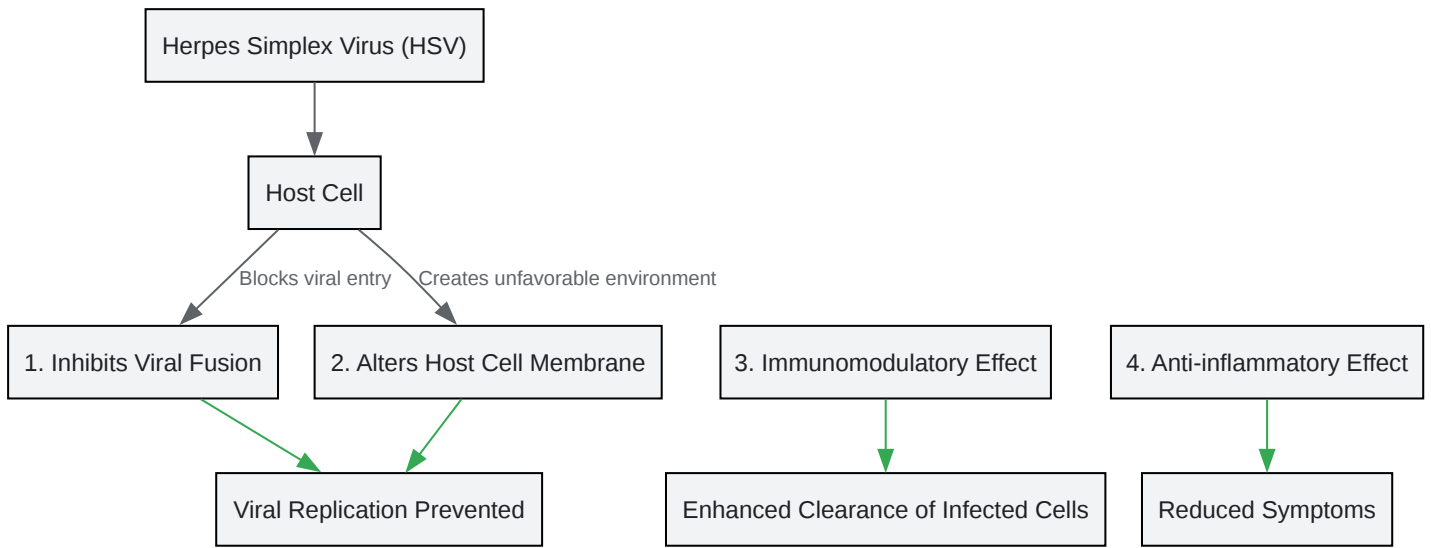 Herpes Simplex Virus (HSV)
Host Cell
Blocks viral entry
Creates unfavorable environment
1. Inhibits Viral Fusion
2. Alters Host Cell Membrane
3. Immunomodulatory Effect
4. Anti-inflammatory Effect
Viral Replication Prevented
Enhanced Clearance of Infected Cells
Reduced Symptoms